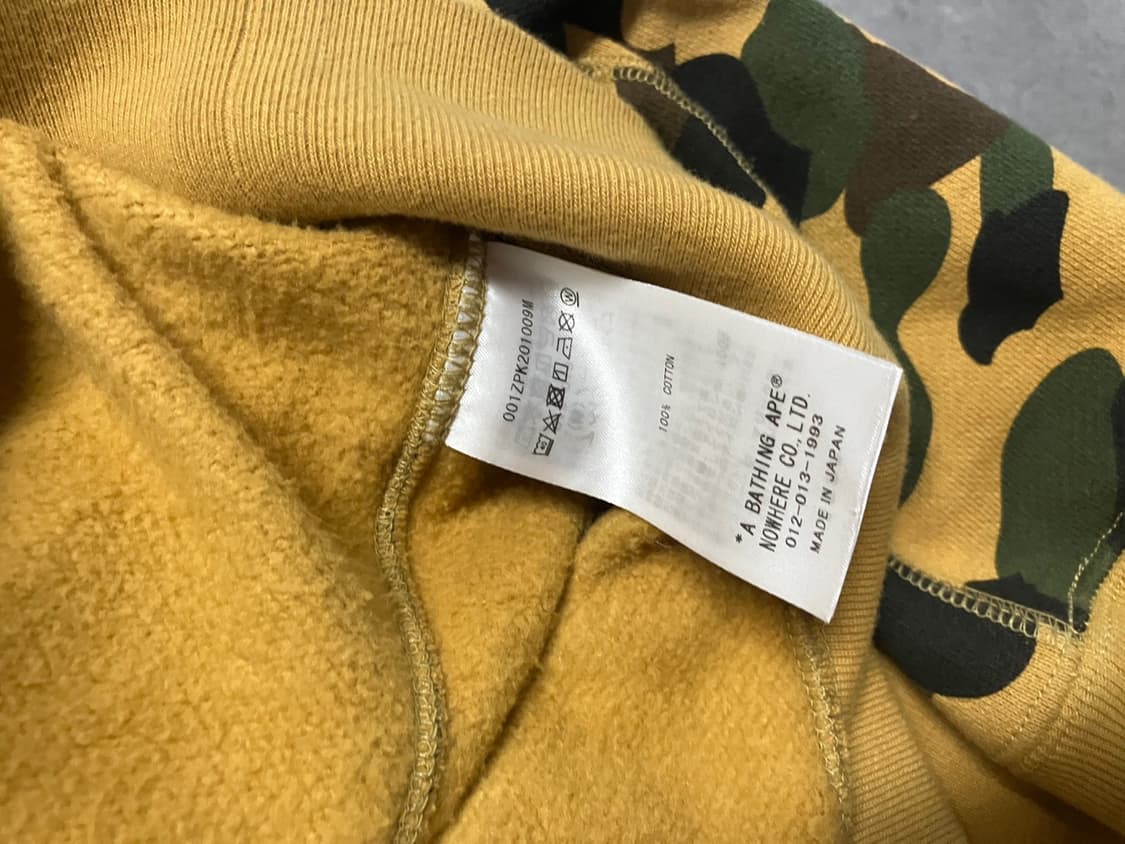 001ZPK201009M
100% COTTON
*A BATHING APE®
NOWHERE CO., LTD.
012-013-1993
MADE IN JAPAN